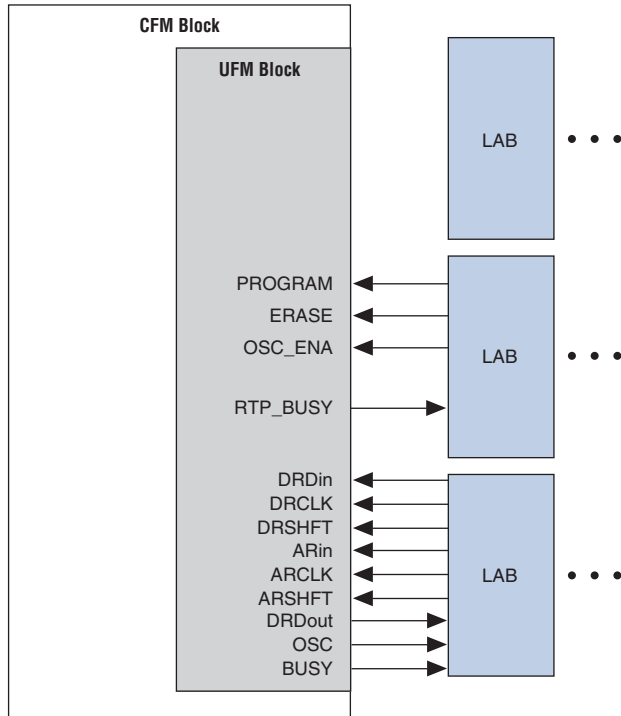 CFM Block
UFM Block
LAB
PROGRAM
ERASE
OSC_ENA
LAB
RTP_BUSY
DRDin
DRCLK
DRSHFT
ARin
ARCLK
LAB
ARSHFT
DRDout
OSC
BUSY